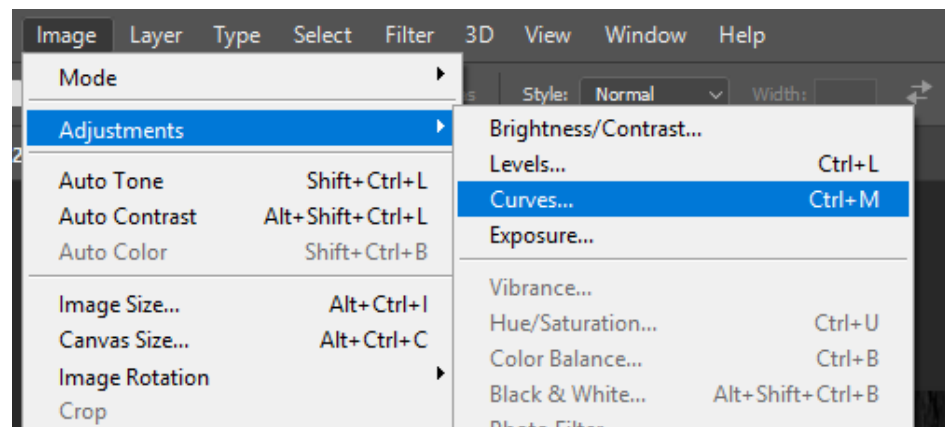 Image Layer Type Select Filter 3D View Window Help
Style: Normal Width:
Mode
Adjustments
Auto Tone Shift+Ctrl+L
Auto Contrast Alt+Shift+Ctrl+L
Auto Color Shift+Ctrl+B
Image Size... Alt+Ctrl+I
Canvas Size... Alt+Ctrl+C
Image Rotation
Crop
Brightness/Contrast...
Levels... Ctrl+L
Curves... Ctrl+M
Exposure...
Vibrance...
Hue/Saturation... Ctrl+U
Color Balance... Ctrl+B
Black & White... Alt+Shift+Ctrl+B
Photo Filter